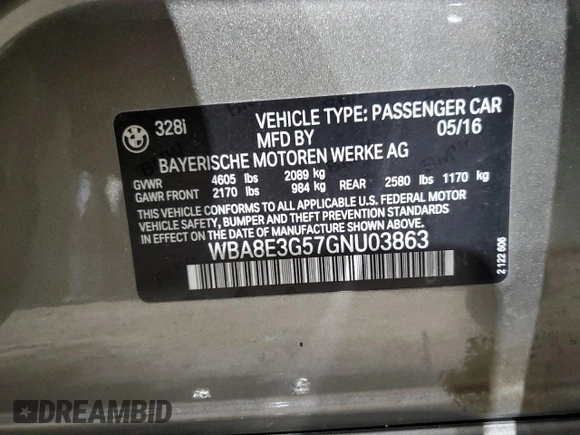 BMW
328i VEHICLE TYPE: PASSENGER CAR
MFD BY 05/16
BAYERISCHE MOTOREN WERKE AG
GVWR 4605 lbs 2089 kg
GAWR FRONT 2170 lbs 984 kg REAR 2580 lbs 1170 kg
THIS VEHICLE CONFORMS TO ALL APPLICABLE U.S. FEDERAL MOTOR
VEHICLE SAFETY, BUMPER AND THEFT PREVENTION STANDARDS
IN EFFECT ON THE DATE OF MANUFACTURE SHOWN ABOVE.
WBA8E3G57GNU03863
2 122 606
DREAMBID